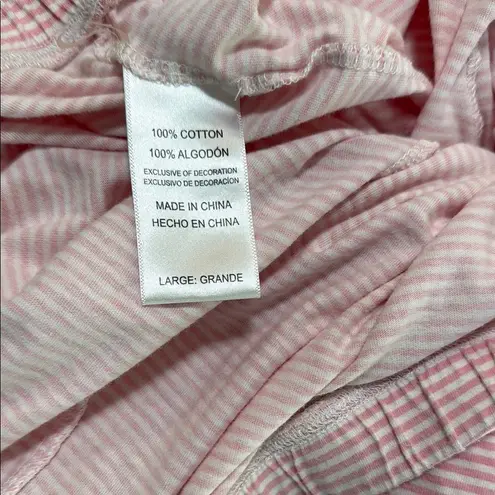 100% COTTON
100% ALGODÓN
EXCLUSIVE OF DECORATION
EXCLUSIVO DE DECORACIÓN
MADE IN CHINA
HECHO EN CHINA
LARGE: GRANDE